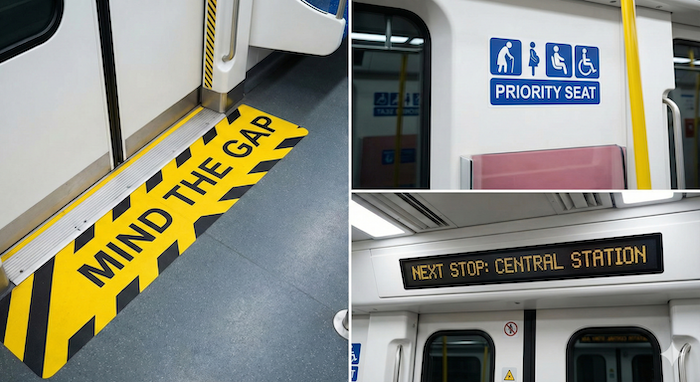 MIND THE GAP
PRIORITY SEAT
NEXT STOP: CENTRAL STATION